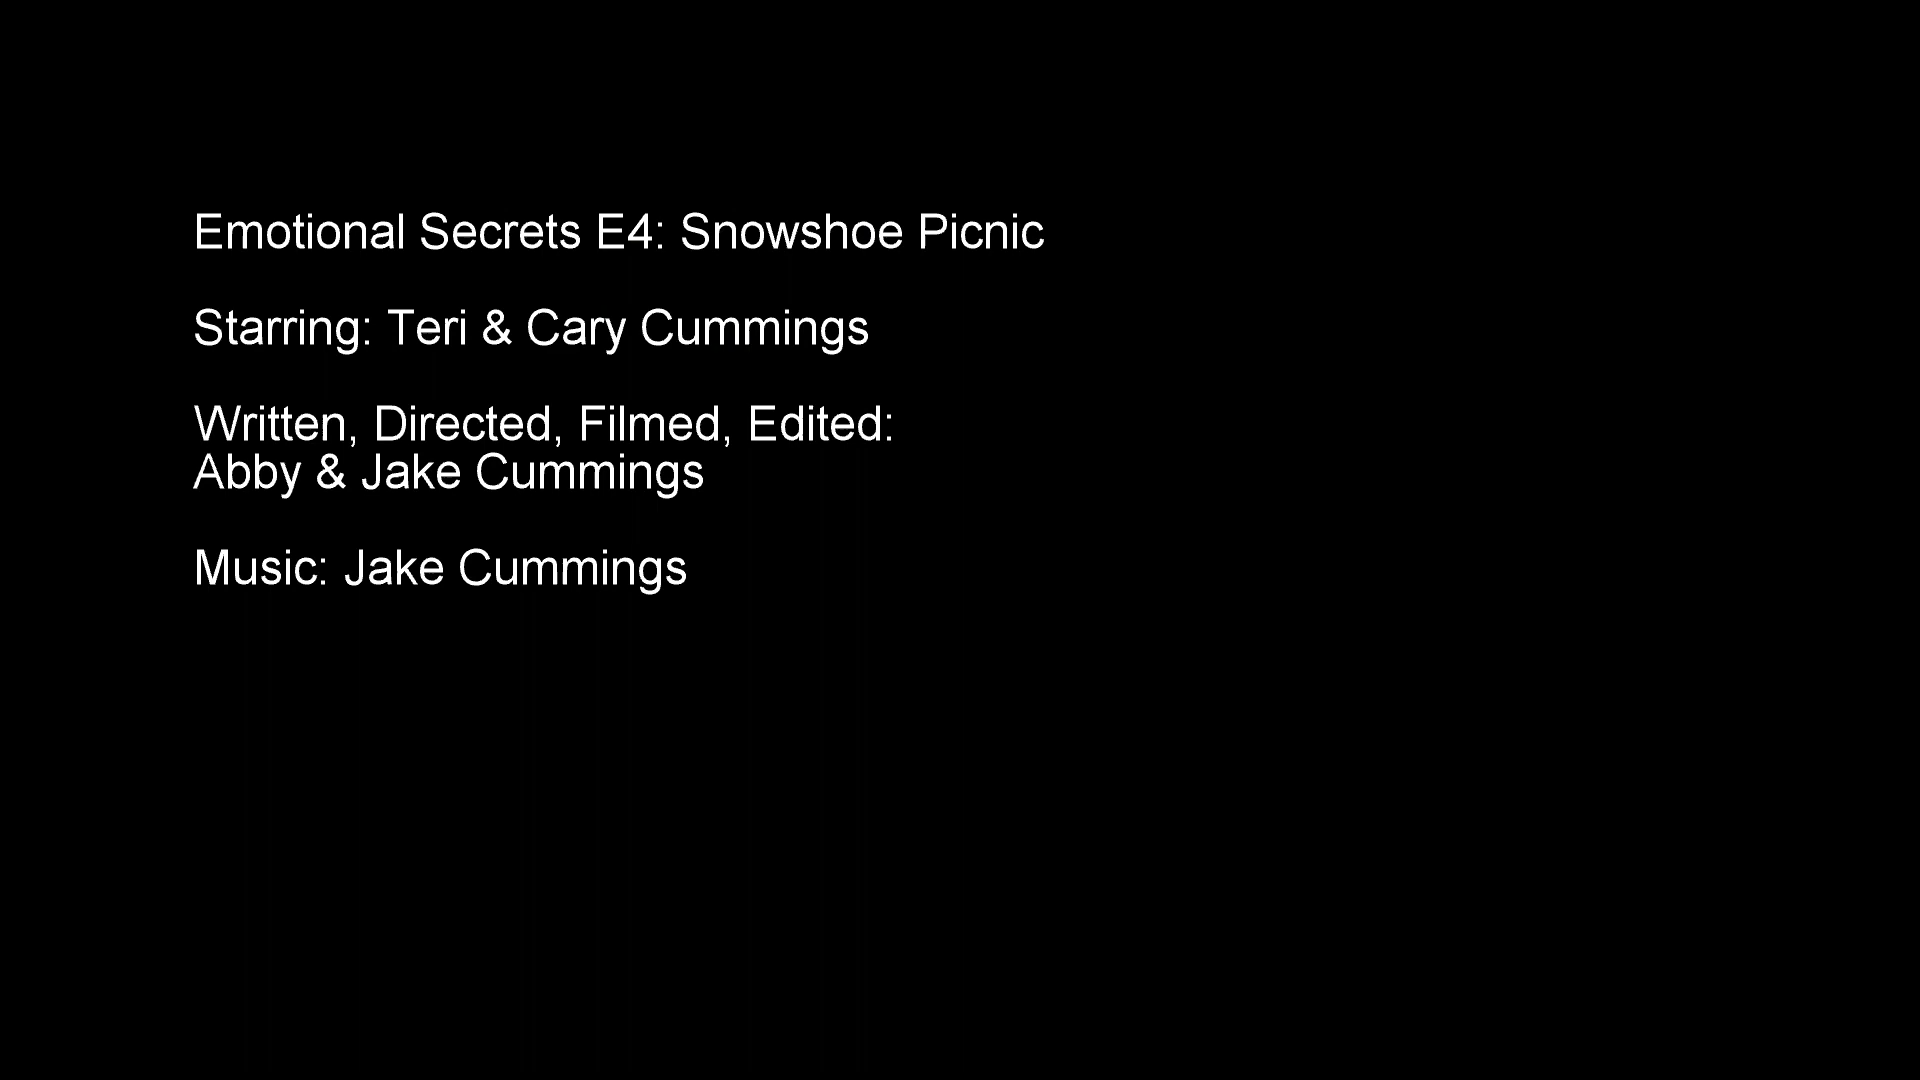 Emotional Secrets E4: Snowshoe Picnic
Starring: Teri & Cary Cummings
Written, Directed, Filmed, Edited:
Abby & Jake Cummings
Music: Jake Cummings